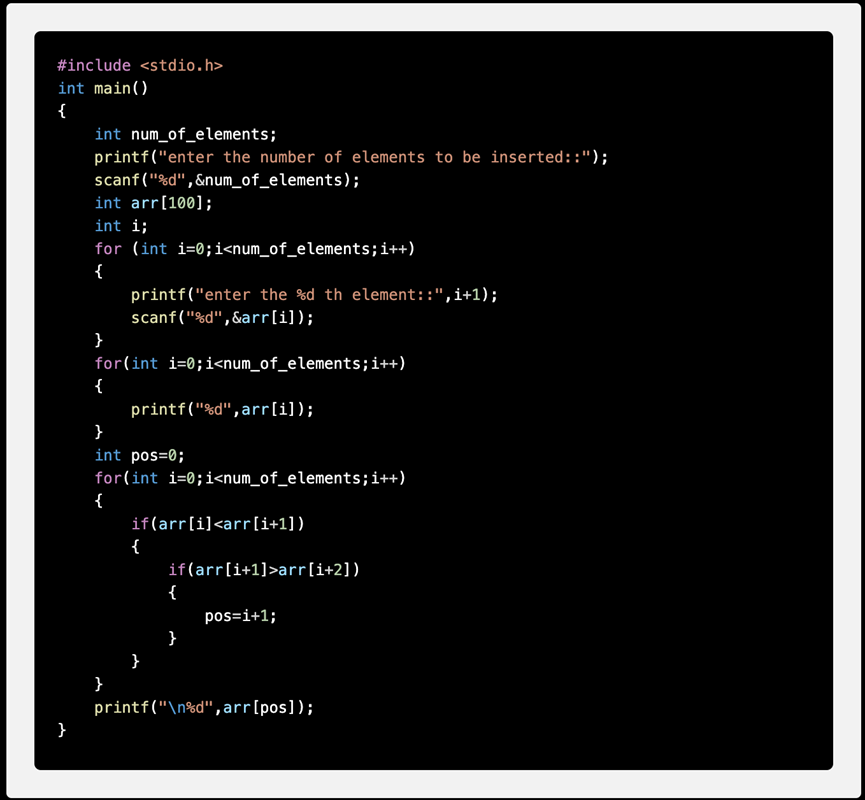 #include <stdio.h>
int main()
{
    int num_of_elements;
    printf("enter the number of elements to be inserted::");
    scanf("%d",&num_of_elements);
    int arr[100];
    int i;
    for (int i=0;i<num_of_elements;i++)
    {
        printf("enter the %d th element::",i+1);
        scanf("%d",&arr[i]);
    }
    for(int i=0;i<num_of_elements;i++)
    {
        printf("%d",arr[i]);
    }
    int pos=0;
    for(int i=0;i<num_of_elements;i++)
    {
        if(arr[i]<arr[i+1])
        {
            if(arr[i+1]>arr[i+2])
            {
                pos=i+1;
            }
        }
    }
    printf("\n%d",arr[pos]);
}